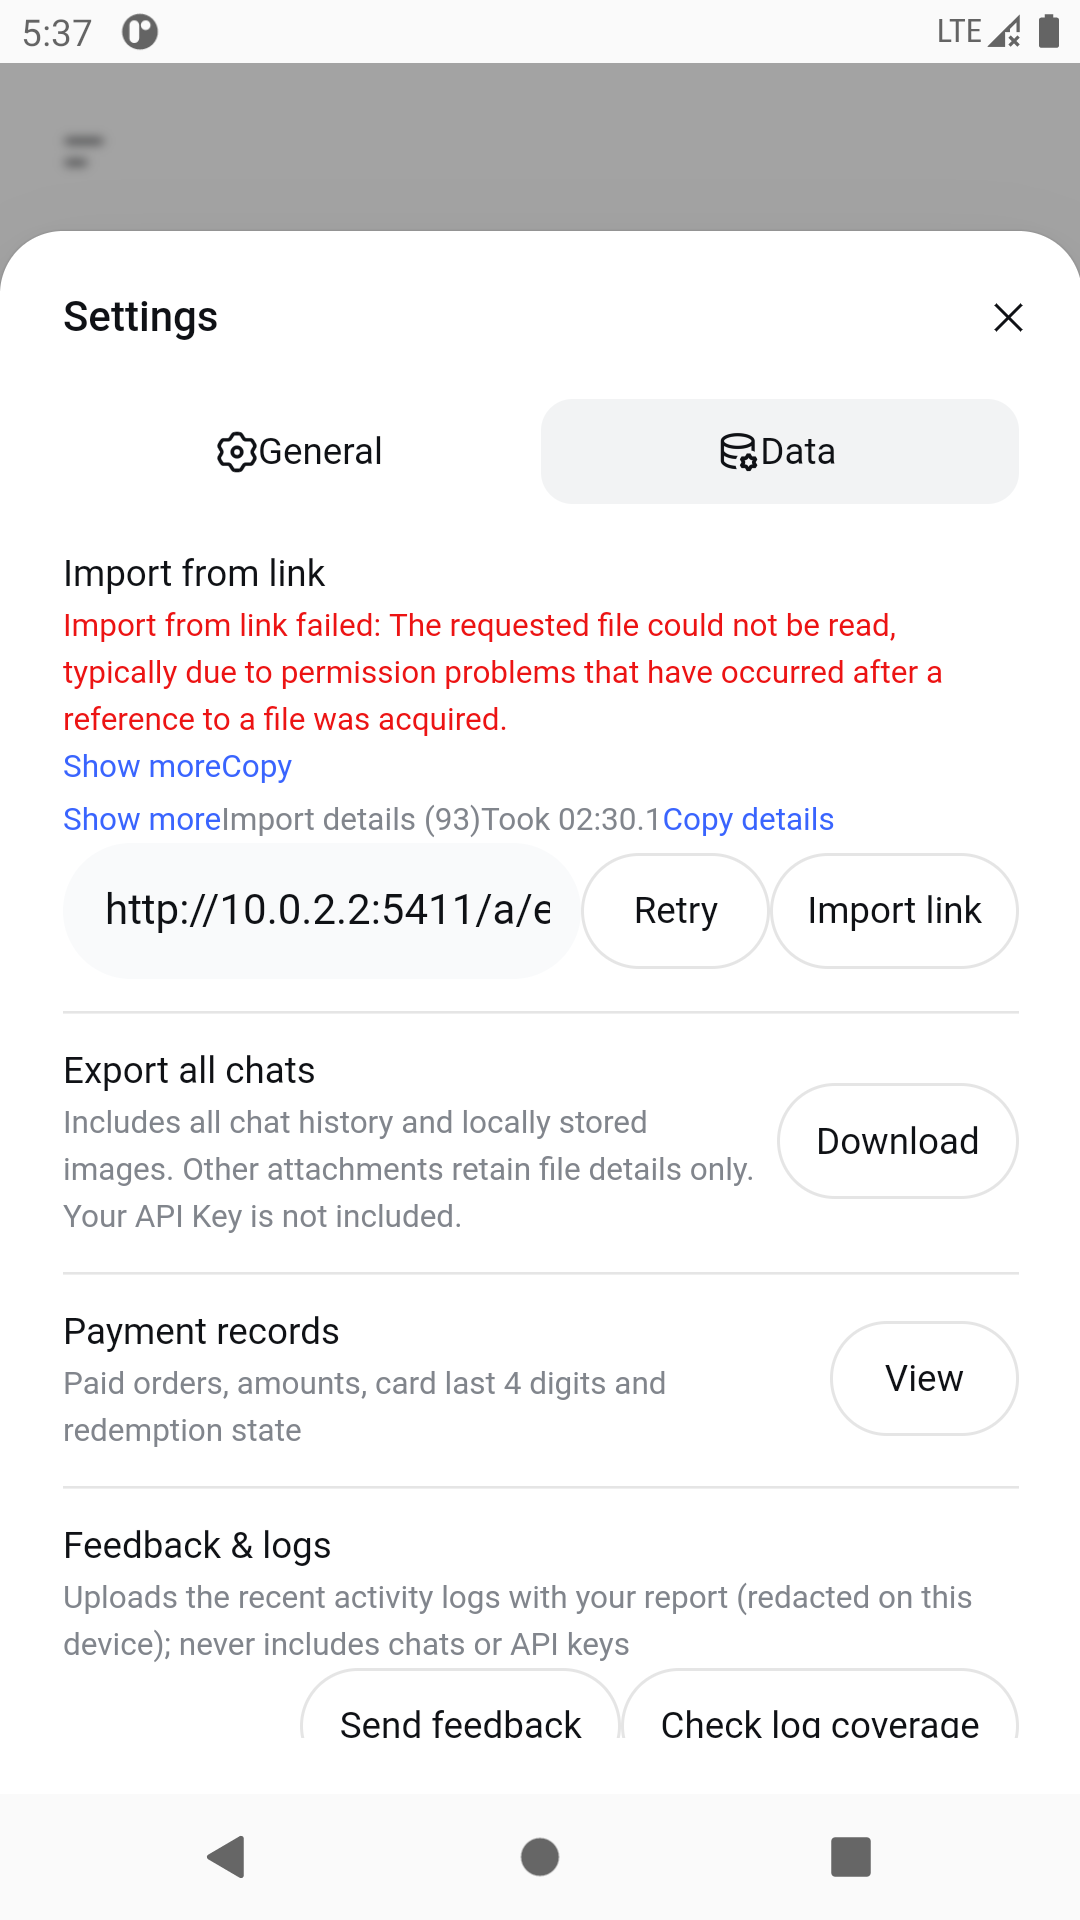 5:37
LTE
Settings
General
Data
Import from link
Import from link failed: The requested file could not be read,
typically due to permission problems that have occurred after a
reference to a file was acquired.
Show moreCopy
Show moreImport details (93)Took 02:30.1Copy details
http://10.0.2.2:5411/a/e
Retry
Import link
Export all chats
Includes all chat history and locally stored
images. Other attachments retain file details only.
Your API Key is not included.
Download
Payment records
Paid orders, amounts, card last 4 digits and
redemption state
View
Feedback & logs
Uploads the recent activity logs with your report (redacted on this
device); never includes chats or API keys
Send feedback
Check log coverage